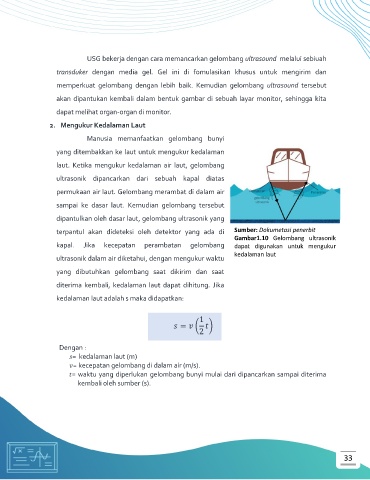 USG bekerja dengan cara memancarkan gelombang ultrasound melalui sebiuah
transduker dengan media gel. Gel ini di fomulasikan khusus untuk mengirim dan
memperkuat gelombang dengan lebih baik. Kemudian gelombang ultrasound tersebut
akan dipantukan kembali dalam bentuk gambar di sebuah layar monitor, sehingga kita
dapat melihat organ-organ di monitor.
2. Mengukur Kedalaman Laut
Manusia memanfaatkan gelombang bunyi
yang ditembakkan ke laut untuk mengukur kedalaman
laut. Ketika mengukur kedalaman air laut, gelombang
ultrasonik dipancarkan dari sebuah kapal diatas
permukaan air laut. Gelombang merambat di dalam air
sampai ke dasar laut. Kemudian gelombang tersebut
dipantulkan oleh dasar laut, gelombang ultrasonik yang
terpantul akan dideteksi oleh detektor yang ada di
kapal. Jika kecepatan perambatan gelombang
ultrasonik dalam air diketahui, dengan mengukur waktu
yang dibutuhkan gelombang saat dikirim dan saat
diterima kembali, kedalaman laut dapat dihitung. Jika
kedalaman laut adalah s maka didapatkan:
Sumber: Dokumetasi penerbit
Gambar1.10 Gelombang ultrasonik
dapat digunakan untuk mengukur
kedalaman laut
s = v (1/2 t)
Dengan :
s= kedalaman laut (m)
v= kecepatan gelombang di dalam air (m/s).
t= waktu yang diperlukan gelombang bunyi mulai dari dipancarkan sampai diterima
kembali oleh sumber (s).
33